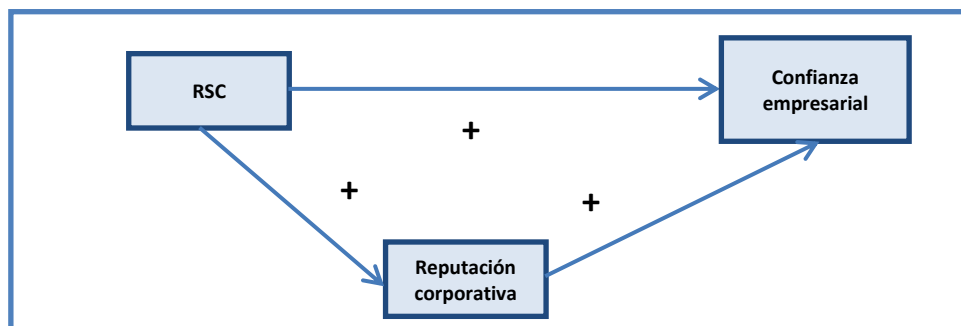 RSC
Confianza
empresarial
+
+
+
Reputación
corporativa